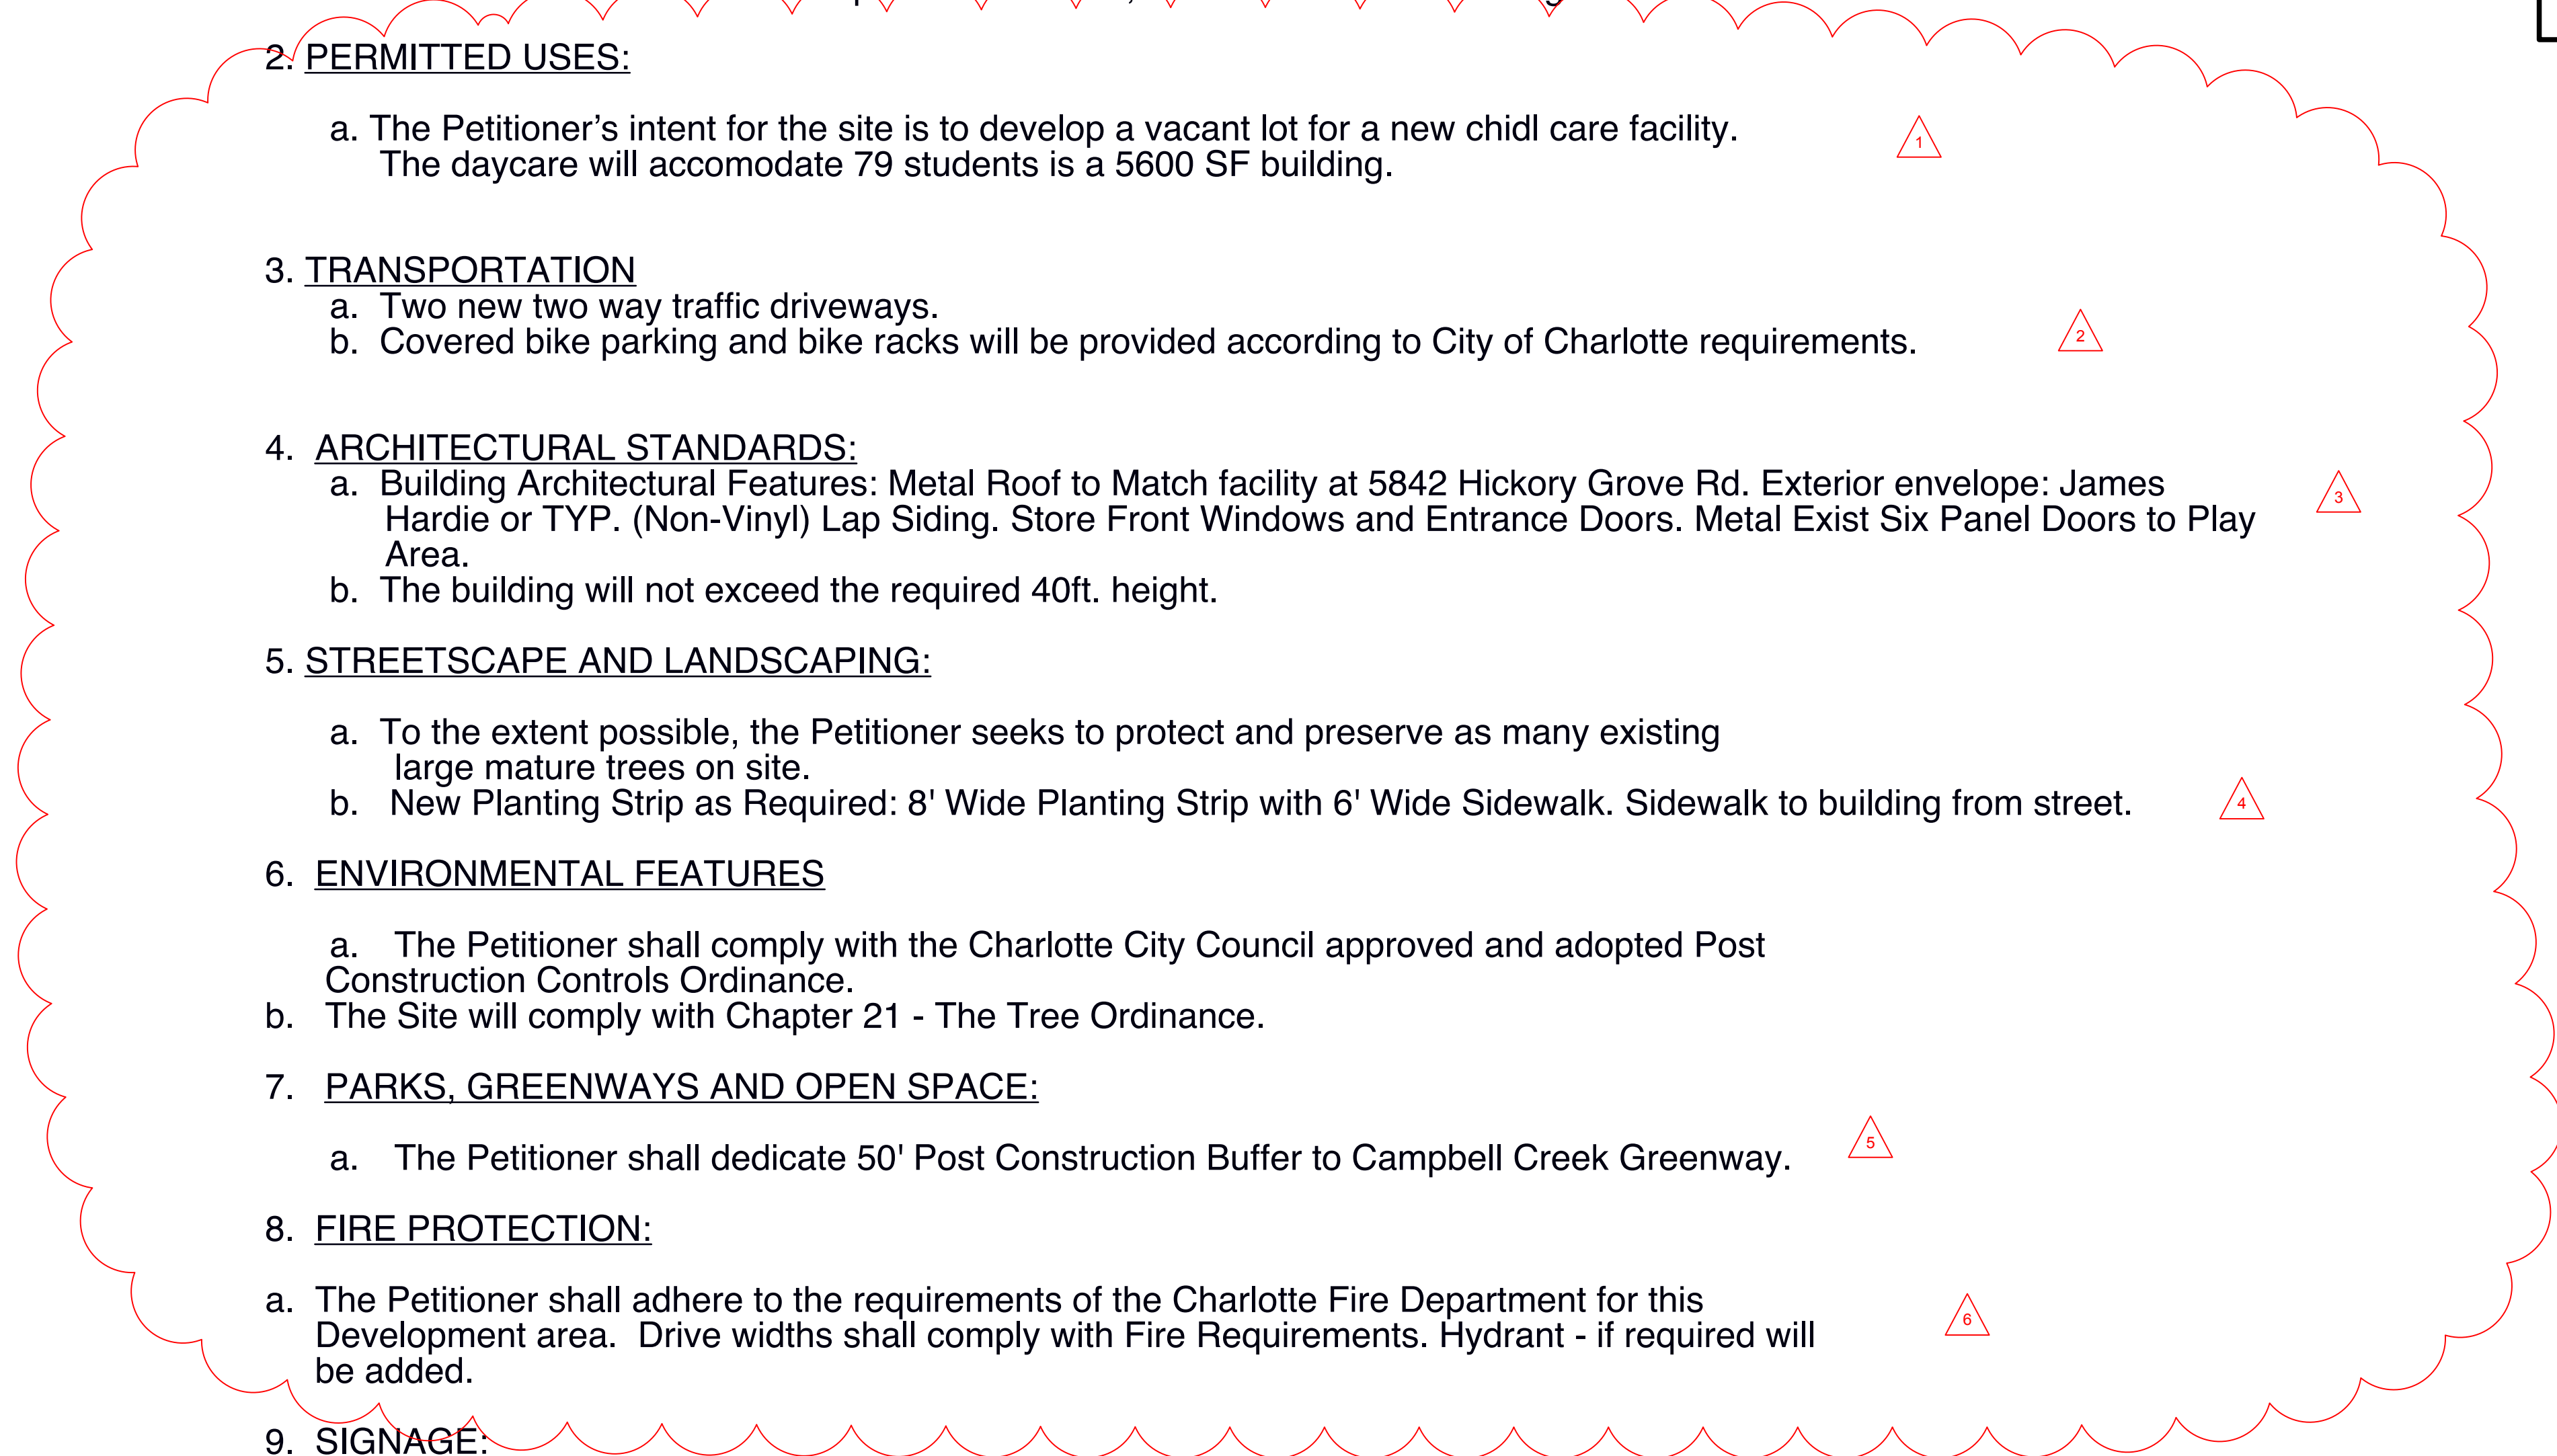 2. PERMITTED USES:
a. The Petitioner’s intent for the site is to develop a vacant lot for a new chidl care facility.
1
The daycare will accomodate 79 students is a 5600 SF building.
3. TRANSPORTATION
a. Two new two way traffic driveways.
b. Covered bike parking and bike racks will be provided according to City of Charlotte requirements.
2
4. ARCHITECTURAL STANDARDS:
a. Building Architectural Features: Metal Roof to Match facility at 5842 Hickory Grove Rd. Exterior envelope: James
3
Hardie or TYP. (Non-Vinyl) Lap Siding. Store Front Windows and Entrance Doors. Metal Exist Six Panel Doors to Play
Area.
b. The building will not exceed the required 40ft. height.
5. STREETSCAPE AND LANDSCAPING:
a. To the extent possible, the Petitioner seeks to protect and preserve as many existing
large mature trees on site.
b. New Planting Strip as Required: 8' Wide Planting Strip with 6' Wide Sidewalk. Sidewalk to building from street.
4
6. ENVIRONMENTAL FEATURES
a. The Petitioner shall comply with the Charlotte City Council approved and adopted Post
Construction Controls Ordinance.
b. The Site will comply with Chapter 21 - The Tree Ordinance.
7. PARKS, GREENWAYS AND OPEN SPACE:
a. The Petitioner shall dedicate 50' Post Construction Buffer to Campbell Creek Greenway.
5
8. FIRE PROTECTION:
a. The Petitioner shall adhere to the requirements of the Charlotte Fire Department for this
6
Development area. Drive widths shall comply with Fire Requirements. Hydrant - if required will
be added.
9. SIGNAGE: